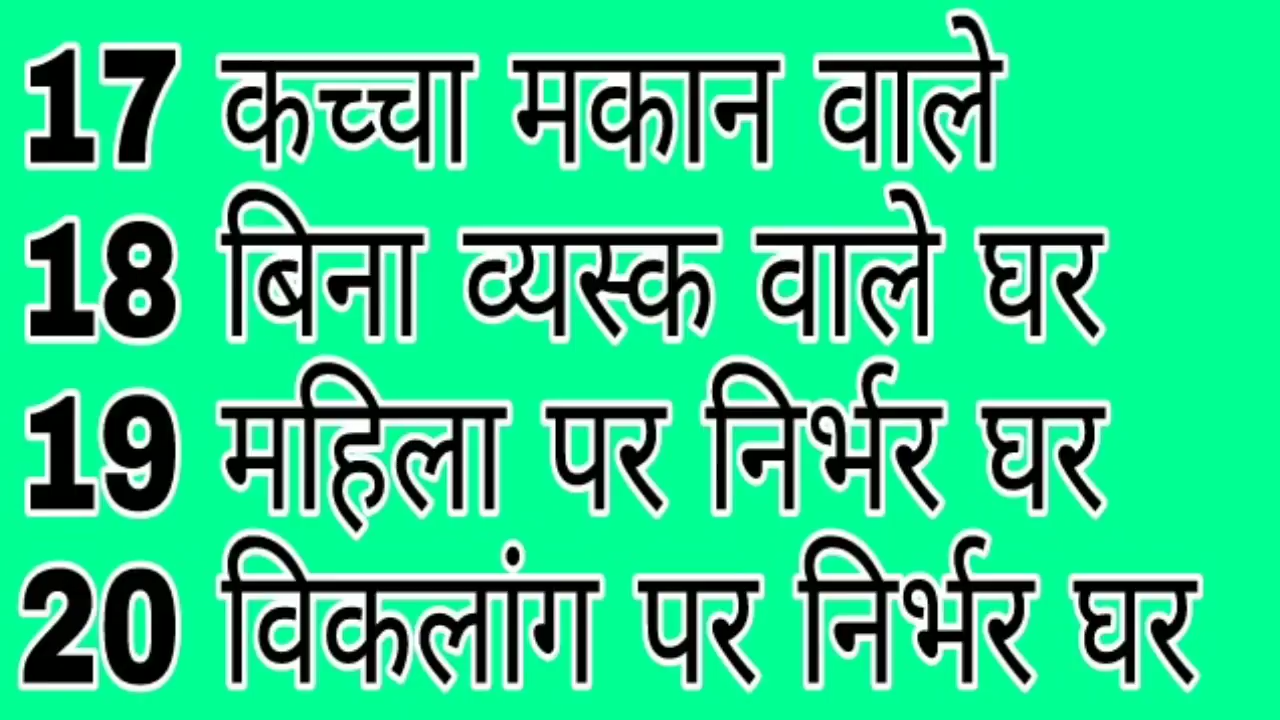 17 कच्चा मकान वाले
18 बिना व्यस्क वाले घर
19 महिला पर निर्भर घर
20 विकलांग पर निर्भर घर